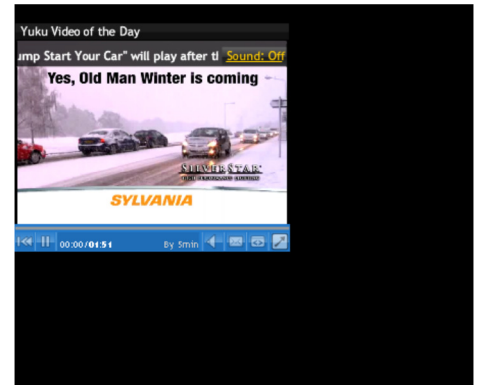 Yuku Video of the Day
ump Start Your Car" will play after tl Sound: Off
Yes, Old Man Winter is coming
SILVERSTAR
SYLVANIA
00:00/01:51 By 5min